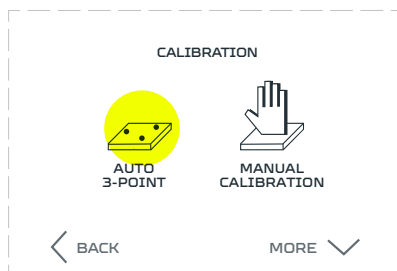 CALIBRATION
AUTO
3-POINT
MANUAL
CALIBRATION
BACK
MORE